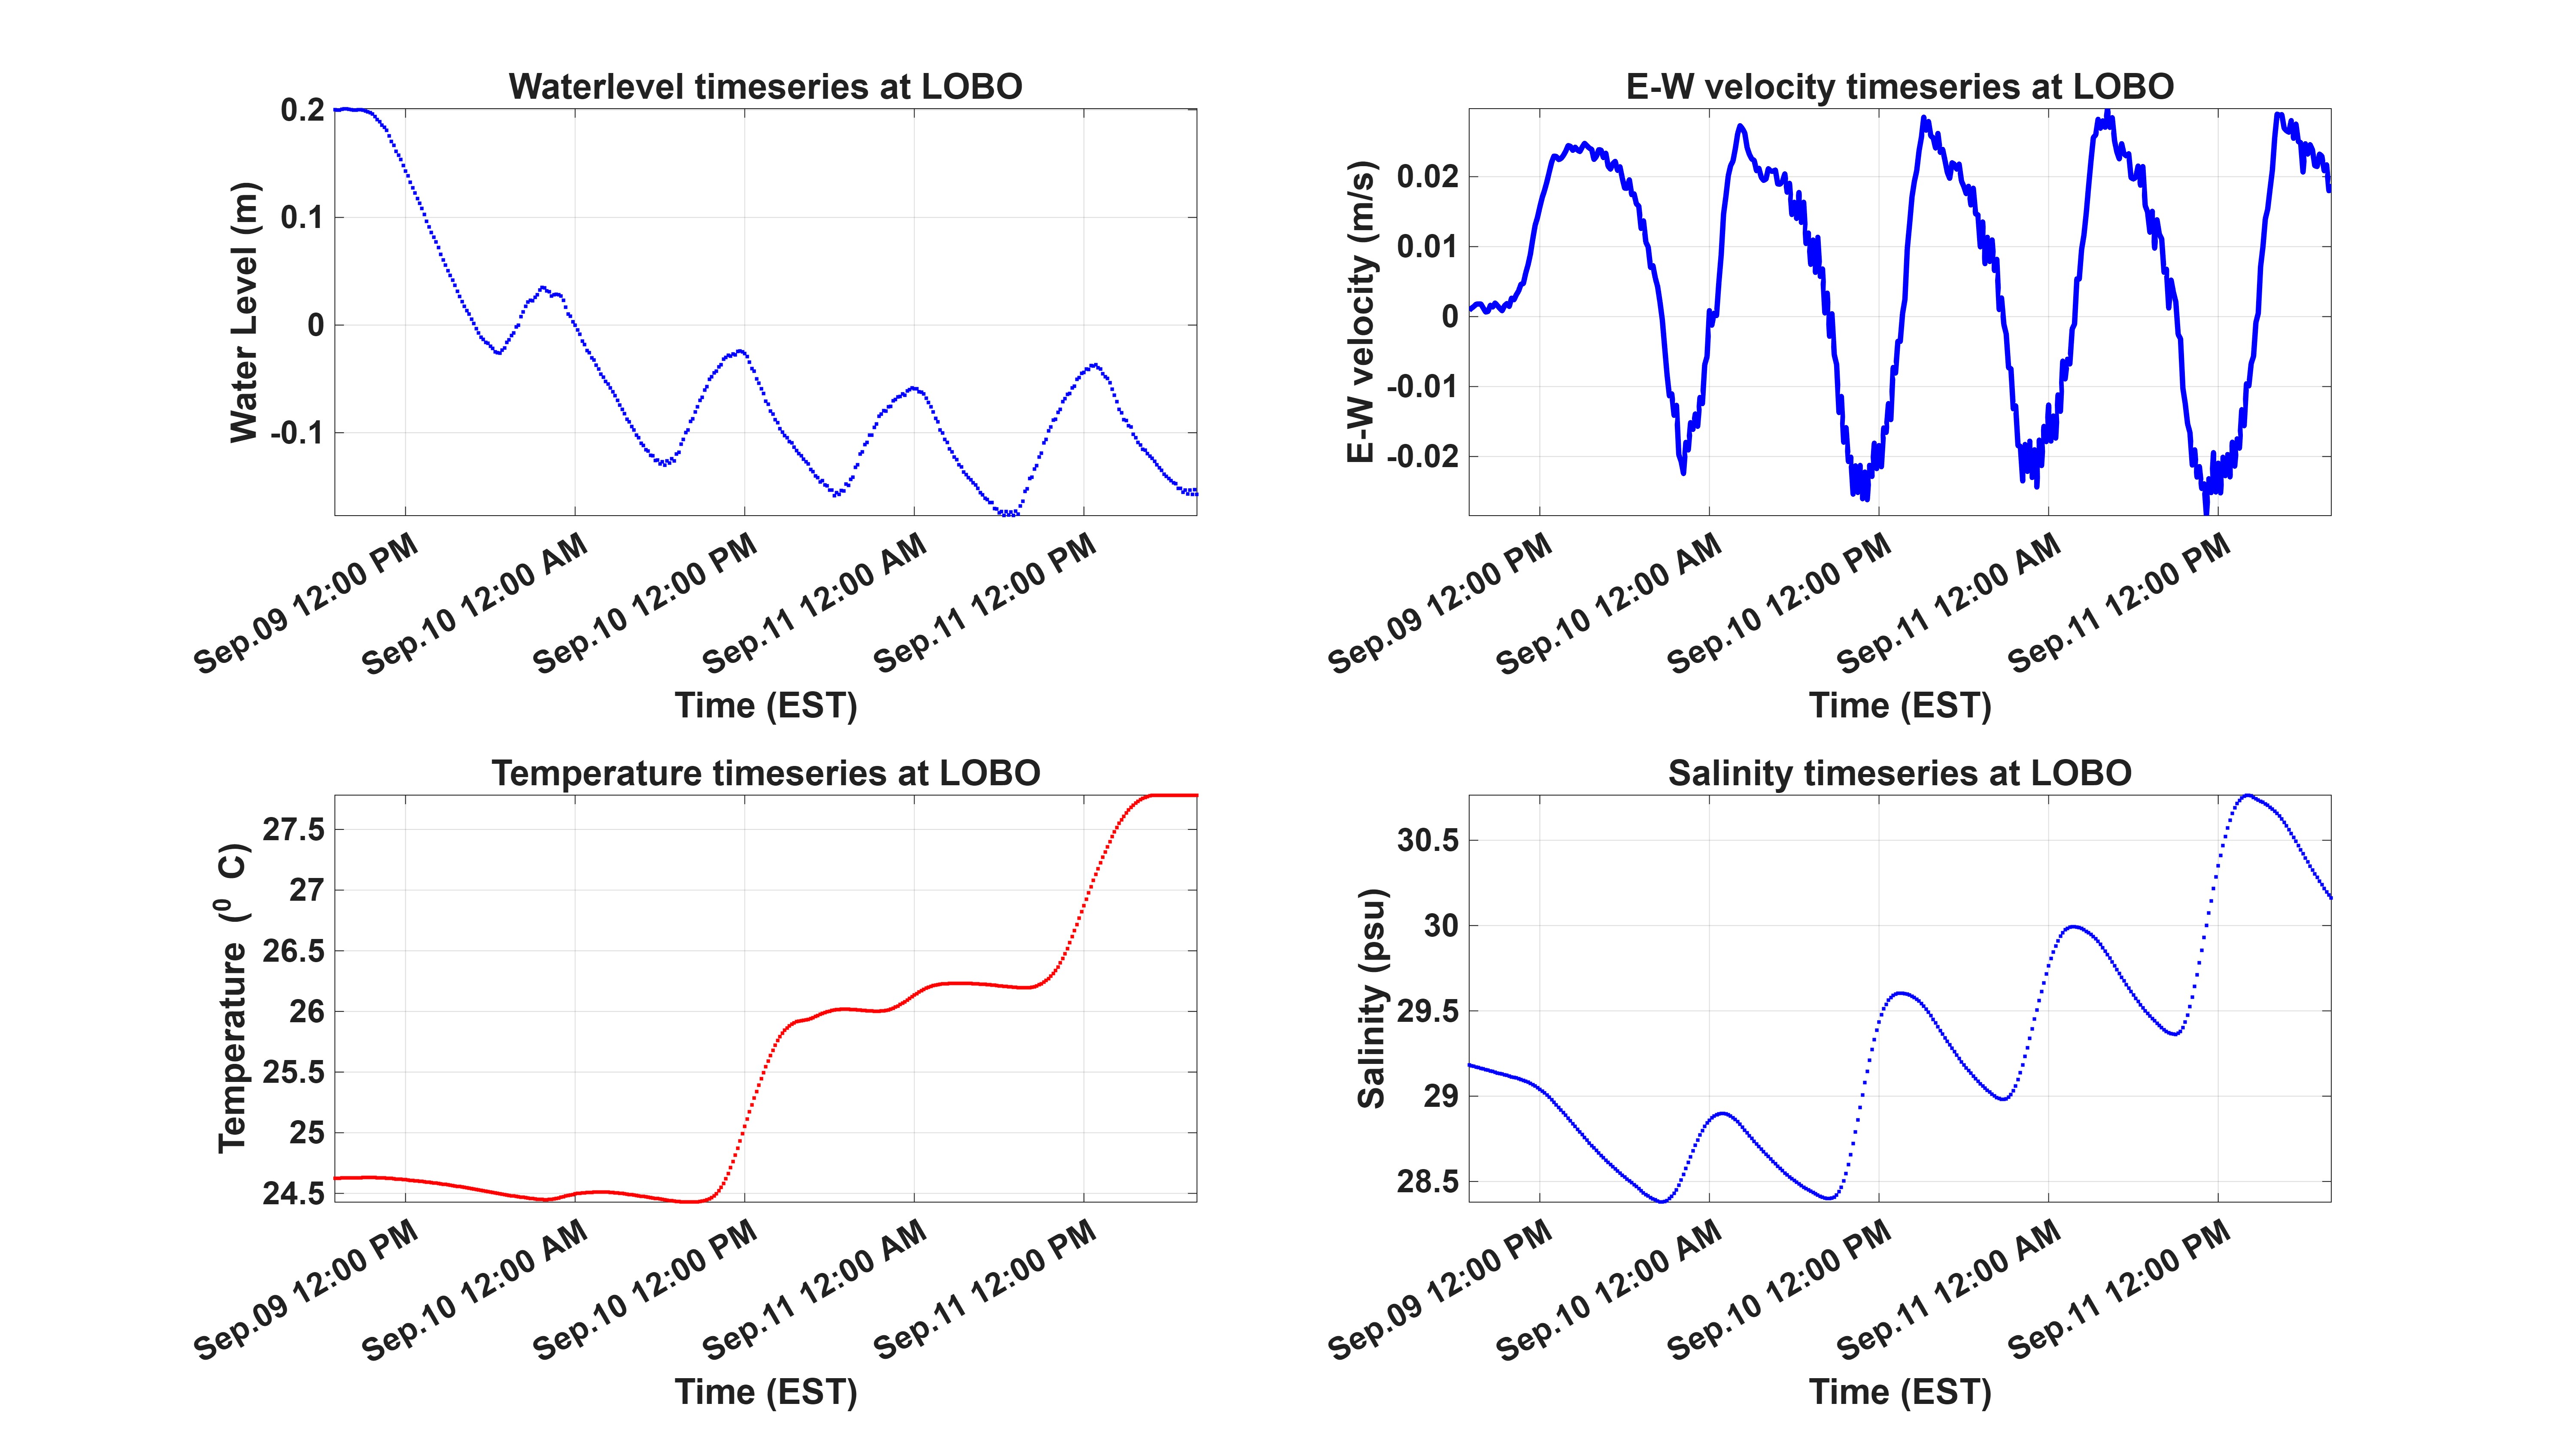 Waterlevel timeseries at LOBO
Water Level (m)
0.2
0.1
0
-0.1
Sep.09 12:00 PM
Sep.10 12:00 AM
Sep.10 12:00 PM
Sep.11 12:00 AM
Sep.11 12:00 PM
Time (EST)
E-W velocity timeseries at LOBO
E-W velocity (m/s)
0.02
0.01
0
-0.01
-0.02
Sep.09 12:00 PM
Sep.10 12:00 AM
Sep.10 12:00 PM
Sep.11 12:00 AM
Sep.11 12:00 PM
Time (EST)
Temperature timeseries at LOBO
Temperature (⁰ C)
27.5
27
26.5
26
25.5
25
24.5
Sep.09 12:00 PM
Sep.10 12:00 AM
Sep.10 12:00 PM
Sep.11 12:00 AM
Sep.11 12:00 PM
Time (EST)
Salinity timeseries at LOBO
Salinity (psu)
30.5
30
29.5
29
28.5
Sep.09 12:00 PM
Sep.10 12:00 AM
Sep.10 12:00 PM
Sep.11 12:00 AM
Sep.11 12:00 PM
Time (EST)